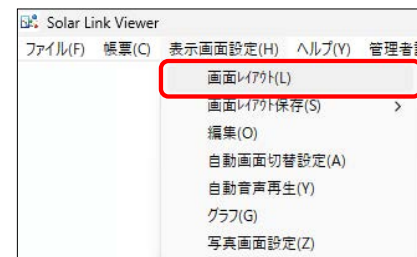 Solar Link Viewer
ファイル(F) 帳票(C) 表示画面設定(H) ヘルプ(Y) 管理者
画面ﾚｲｱｳﾄ(L)
画面ﾚｲｱｳﾄ保存(S) >
編集(O)
自動画面切替設定(A)
自動音声再生(Y)
グラフ(G)
写真画面設定(Z)